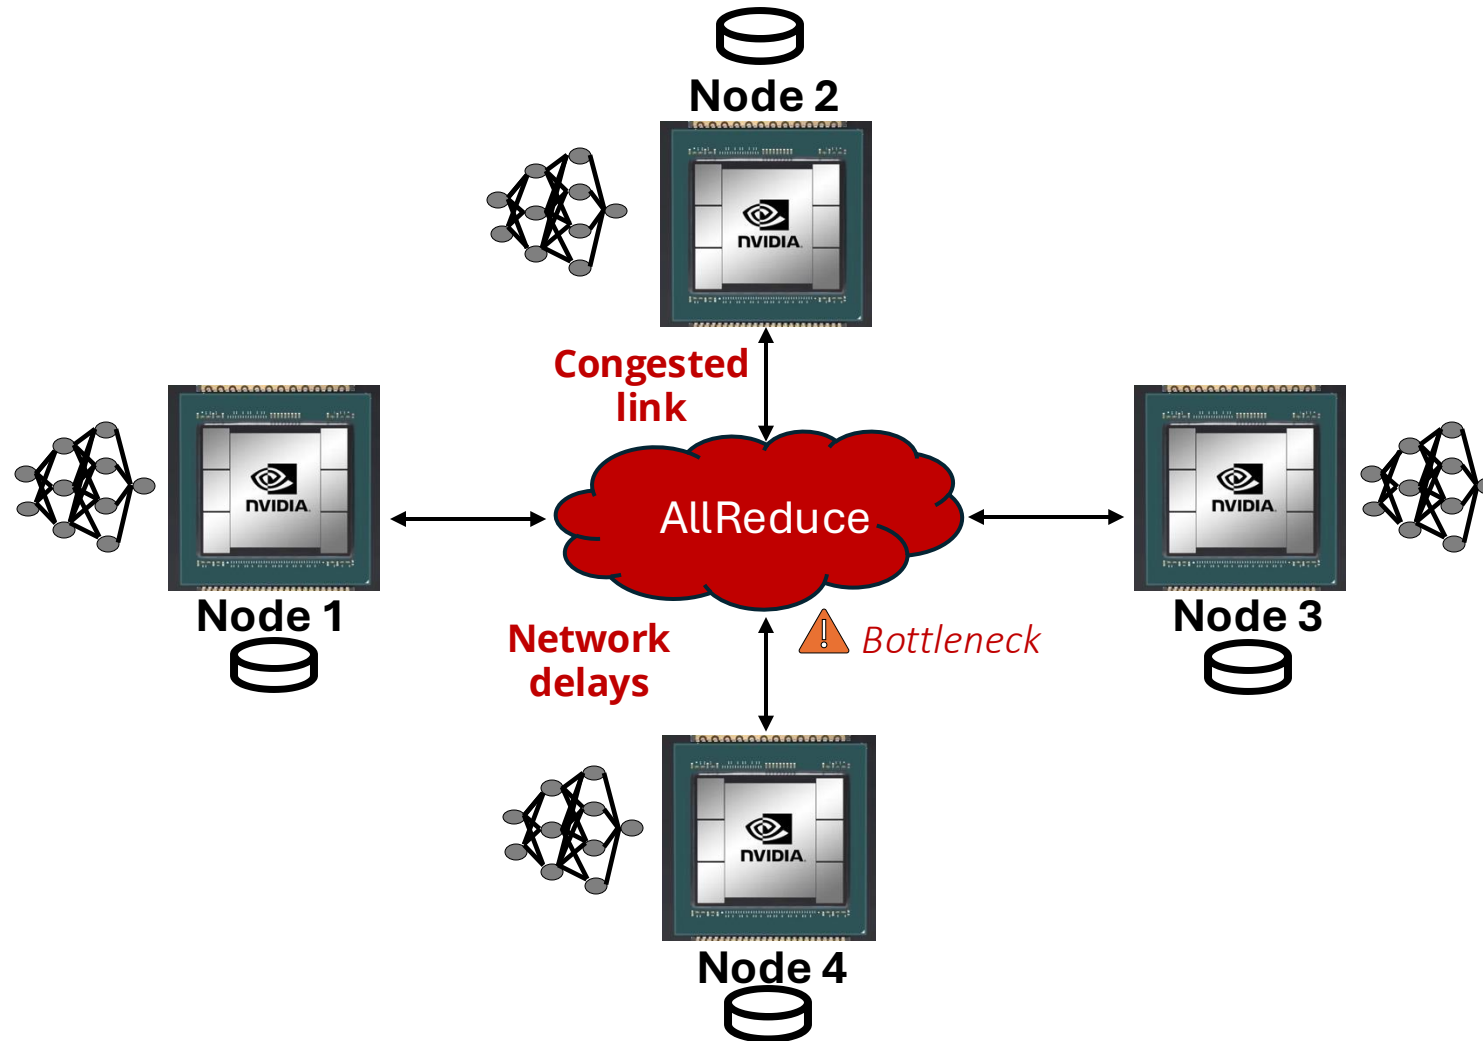 Node 2
NVIDIA.
Congested
link
NVIDIA.
NVIDIA.
AllReduce
Node 1
Node 3
Network
delays
Bottleneck
NVIDIA.
Node 4